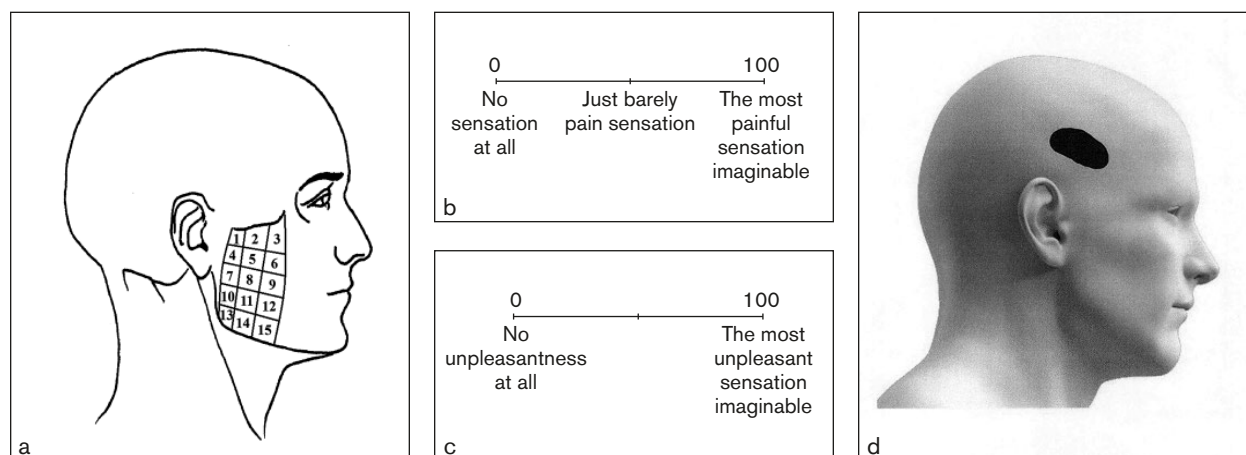 1 2 3
4 5 6
7 8 9
10 11 12
13 14 15
a
0 100
No
sensation
at all
Just barely
pain sensation
The most
painful
sensation
imaginable
b
0 100
No
unpleasantness
at all
The most
unpleasant
sensation
imaginable
c
d